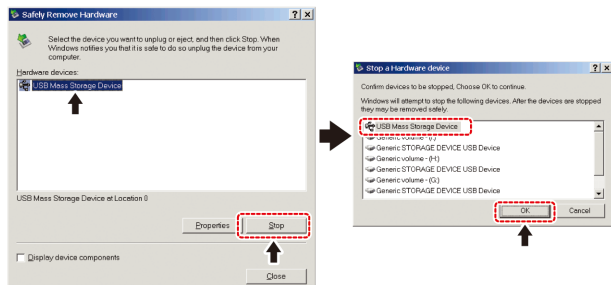 Safely Remove Hardware
Select the device you want to unplug or eject, and then click Stop. When
Windows notifies you that it is safe to do so unplug the device from your
computer.
Hardware devices:
USB Mass Storage Device
USB Mass Storage Device at Location 0
Properties
Stop
Display device components
Close
Stop a Hardware device
Confirm devices to be stopped, Choose OK to continue.
Windows will attempt to stop the following devices. After the devices are stopped
they may be removed safely.
USB Mass Storage Device
Generic volume -
Generic STORAGE DEVICE USB Device
Generic volume - (H:)
Generic STORAGE DEVICE USB Device
Generic volume - (G:)
Generic STORAGE DEVICE USB Device
OK
Cancel